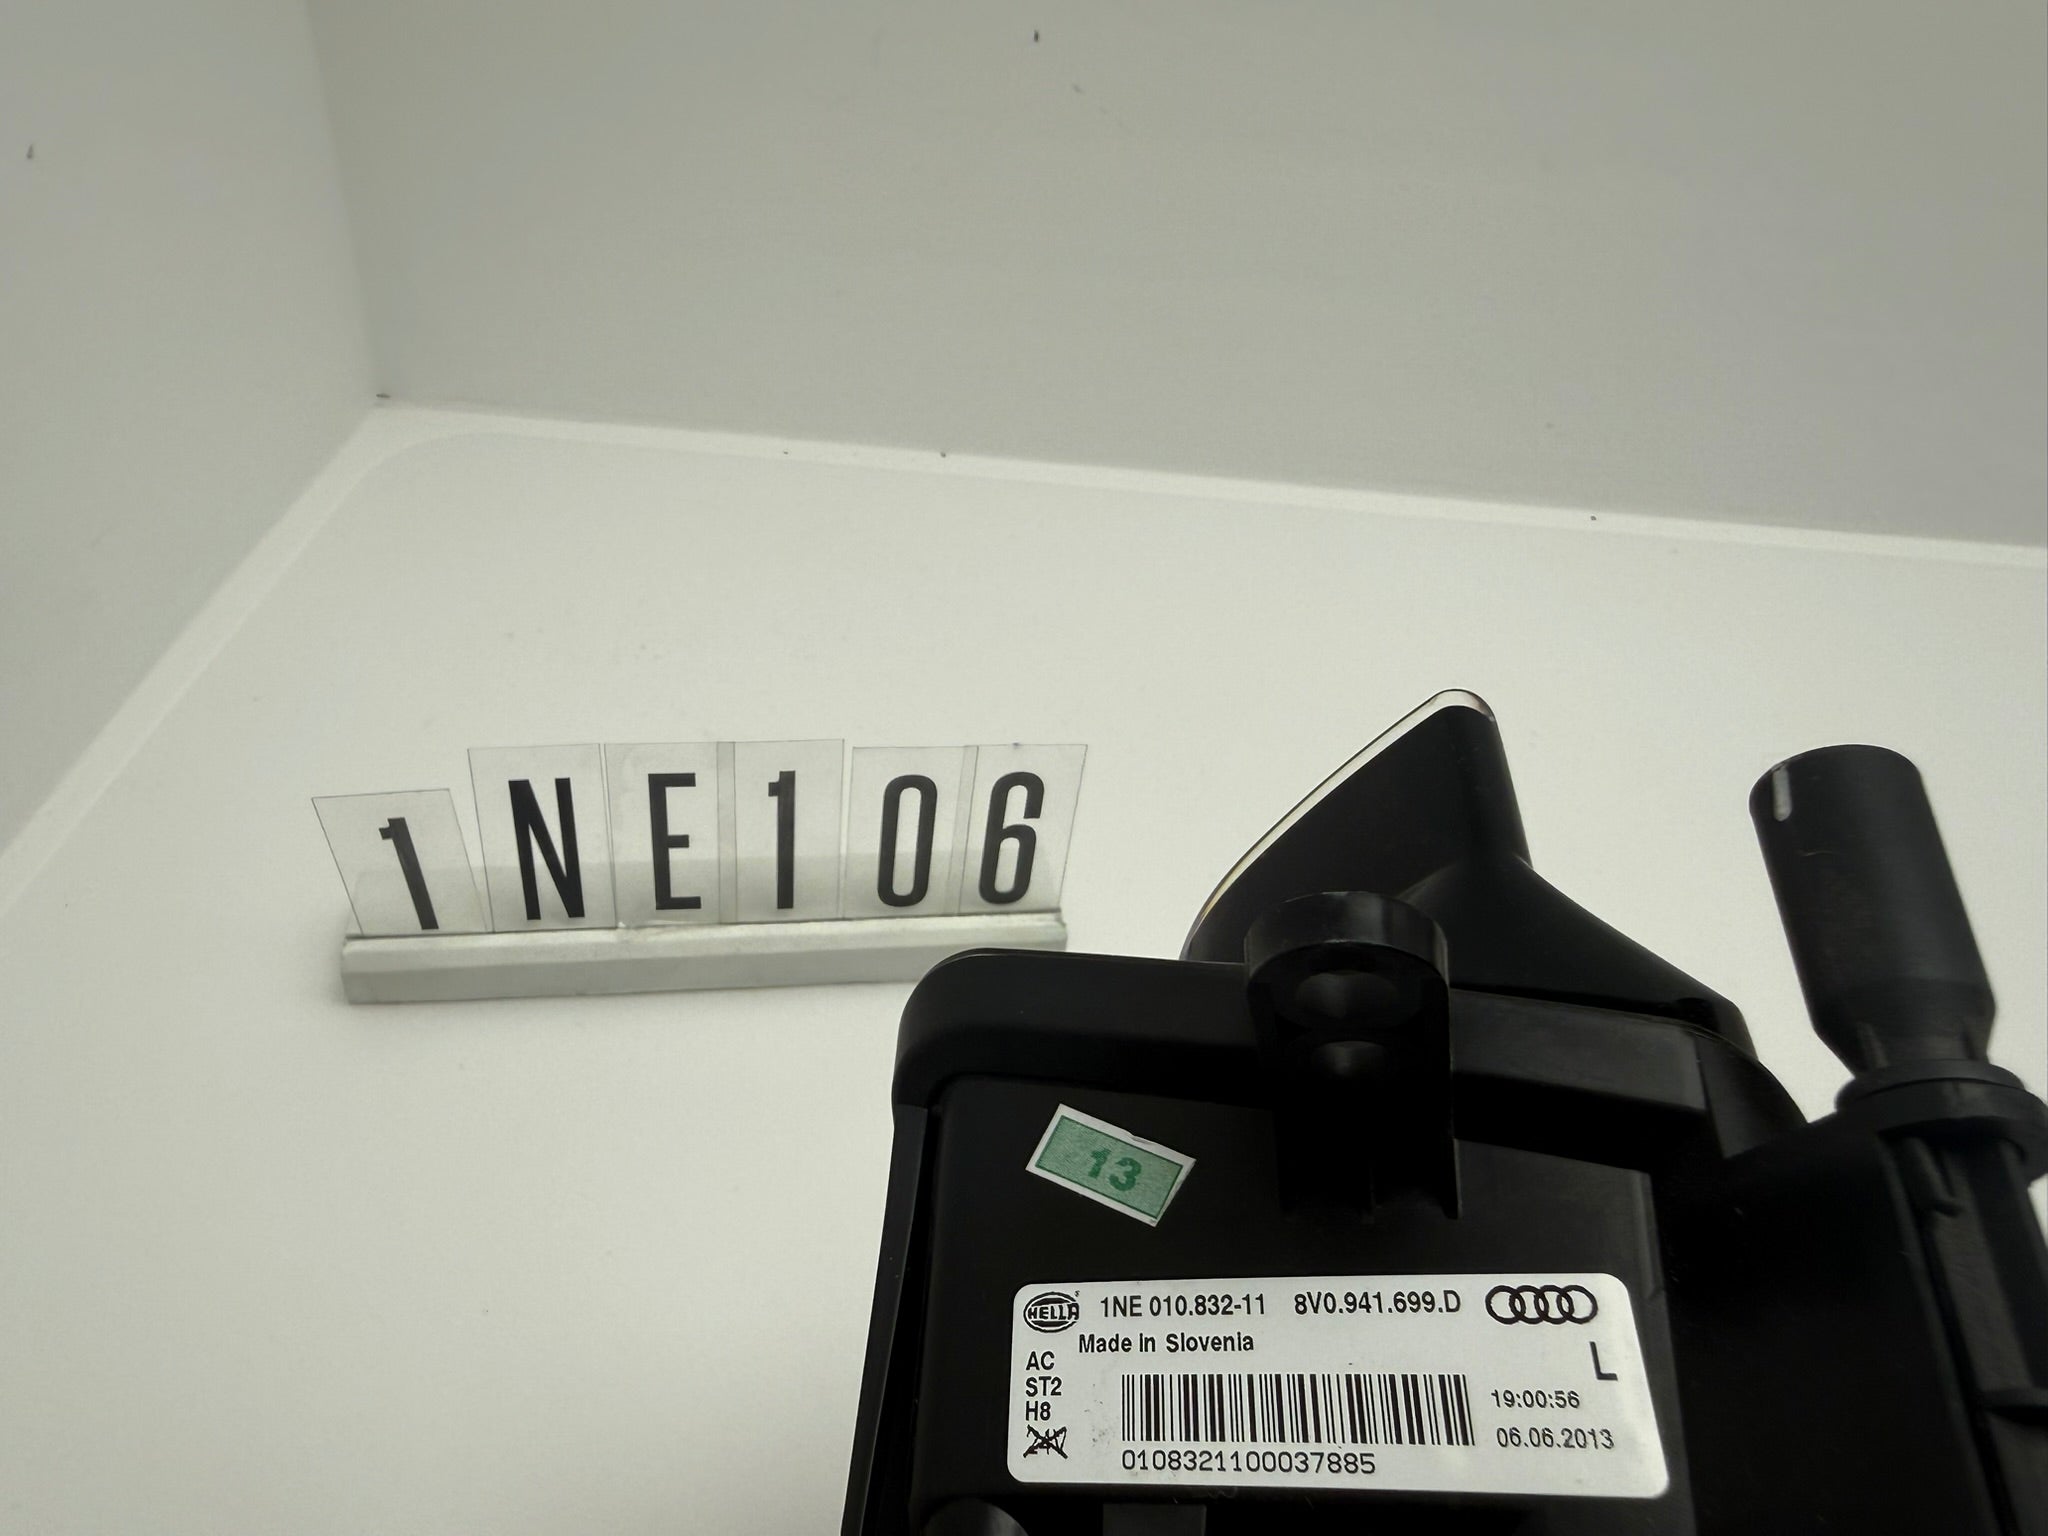 1NE106
13
HELLA 1NE 010.832-11 8V0.941.699.D
Made in Slovenia
AC
ST2
H8
L
19:00:56
06.06.2013
0108321100037885